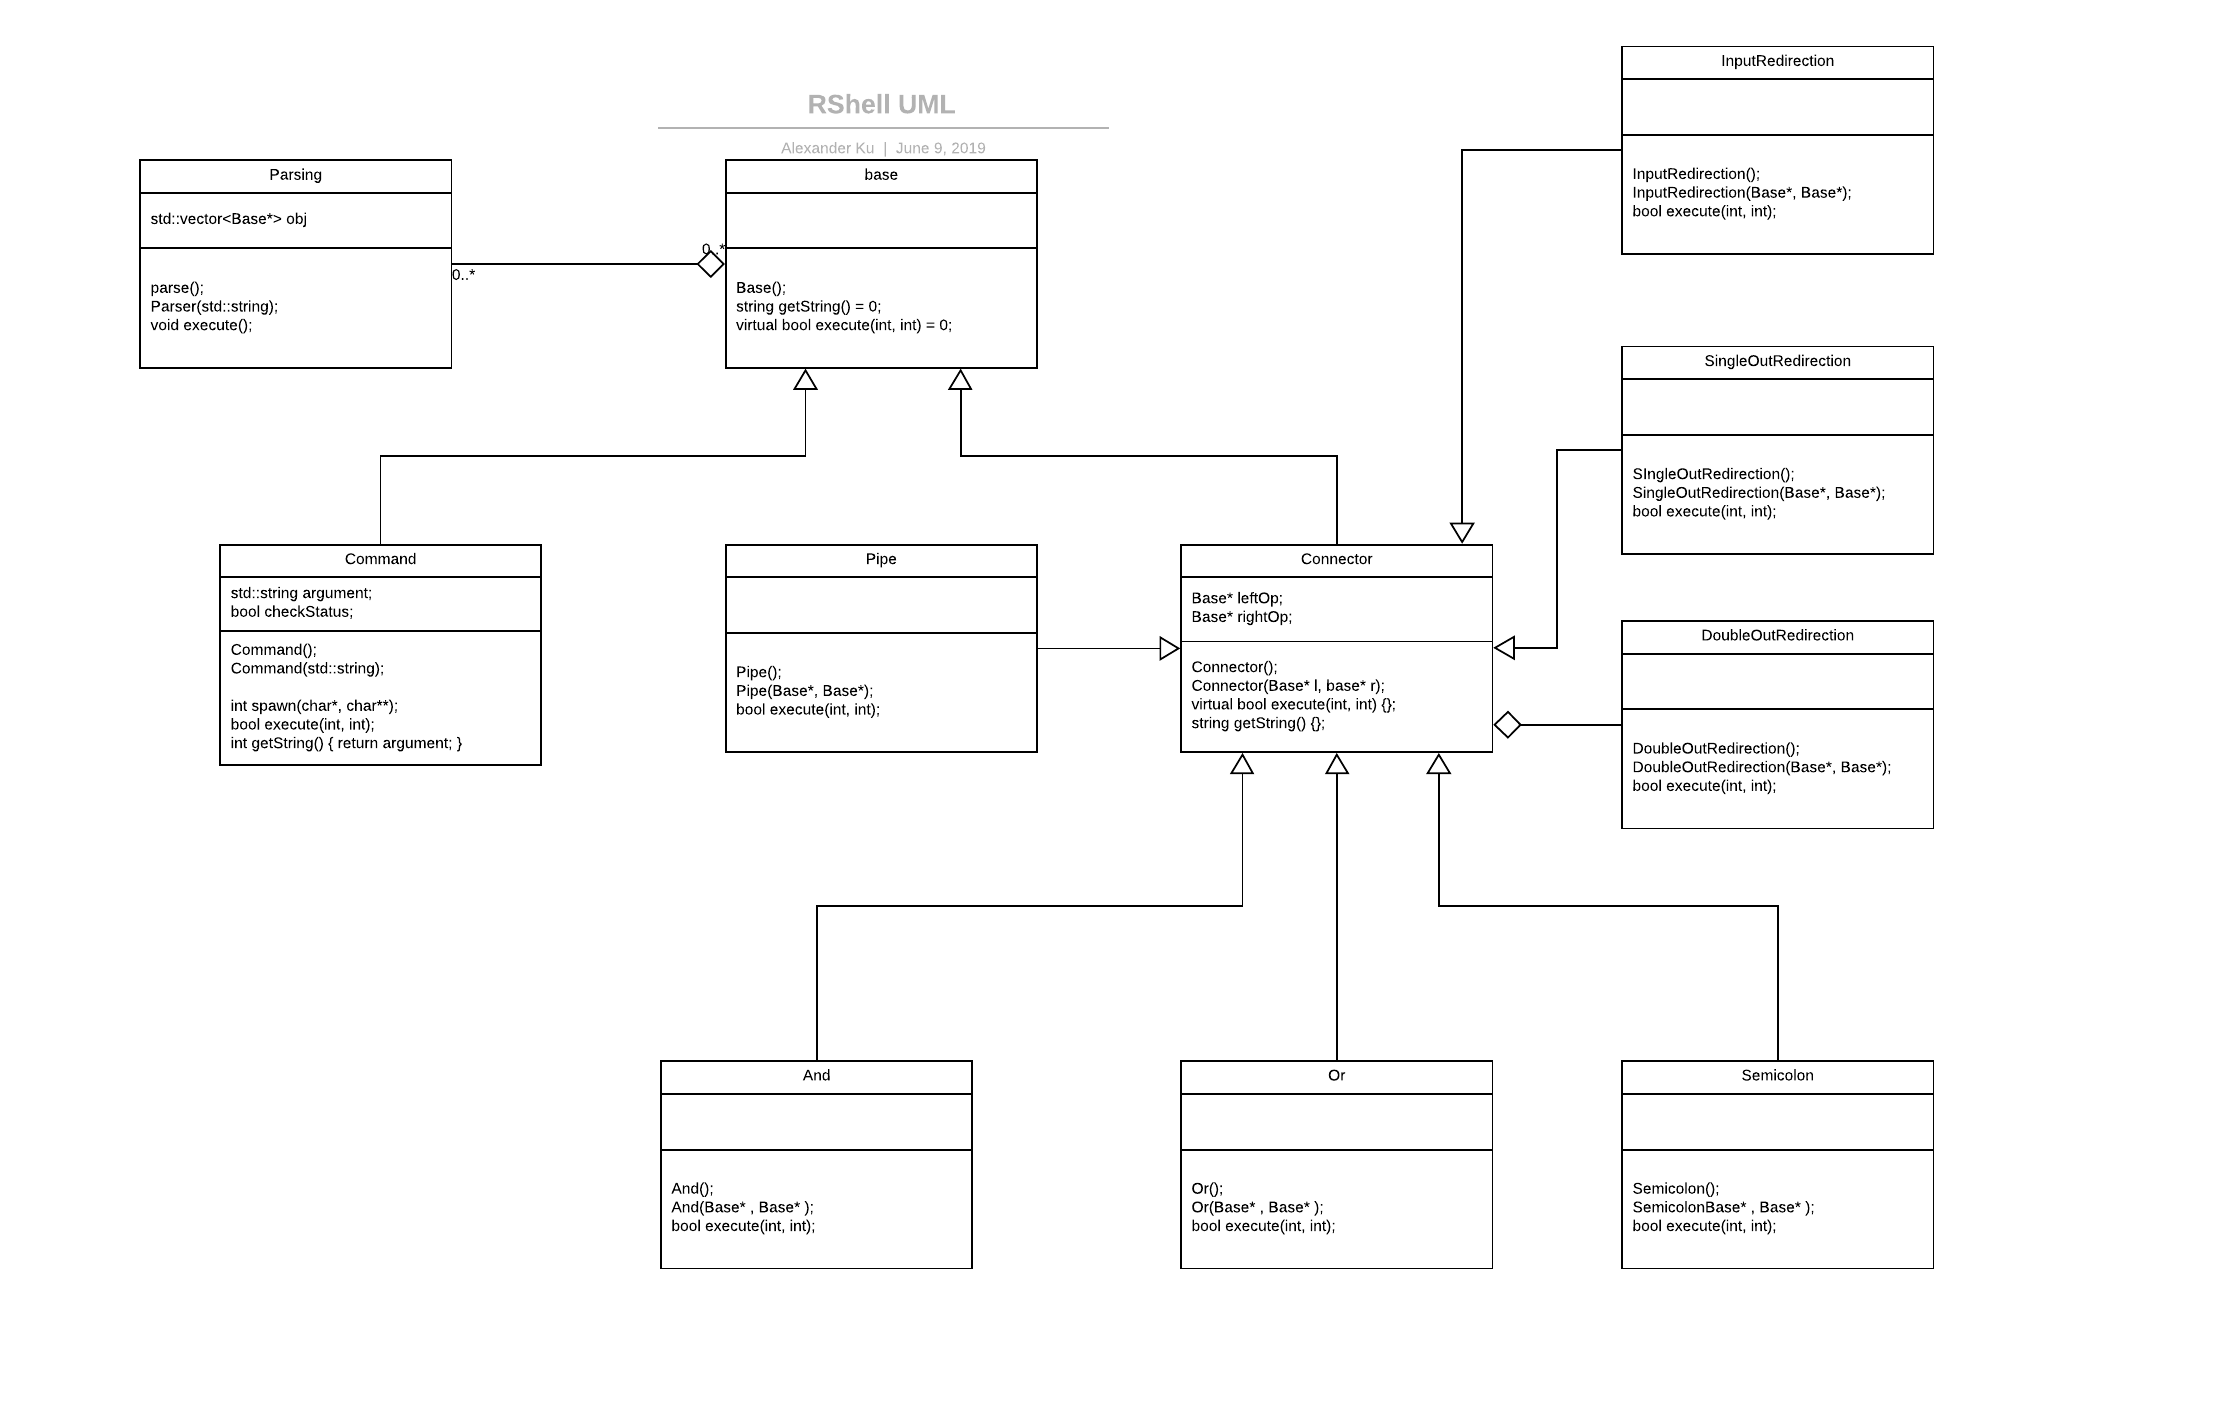 RShell UML
Alexander Ku | June 9, 2019
Parsing
std::vector<Base*> obj
parse();
Parser(std::string);
void execute();
0..*
0..*
base
Base();
string getString() = 0;
virtual bool execute(int, int) = 0;
InputRedirection
InputRedirection();
InputRedirection(Base*, Base*);
bool execute(int, int);
SingleOutRedirection
SIngleOutRedirection();
SingleOutRedirection(Base*, Base*);
bool execute(int, int);
Command
std::string argument;
bool checkStatus;
Command();
Command(std::string);
int spawn(char*, char**);
bool execute(int, int);
int getString() { return argument; }
Pipe
Pipe();
Pipe(Base*, Base*);
bool execute(int, int);
Connector
Base* leftOp;
Base* rightOp;
Connector();
Connector(Base* l, base* r);
virtual bool execute(int, int) {};
string getString() {};
DoubleOutRedirection
DoubleOutRedirection();
DoubleOutRedirection(Base*, Base*);
bool execute(int, int);
And
And();
And(Base* , Base* );
bool execute(int, int);
Or
Or();
Or(Base* , Base* );
bool execute(int, int);
Semicolon
Semicolon();
SemicolonBase* , Base* );
bool execute(int, int);